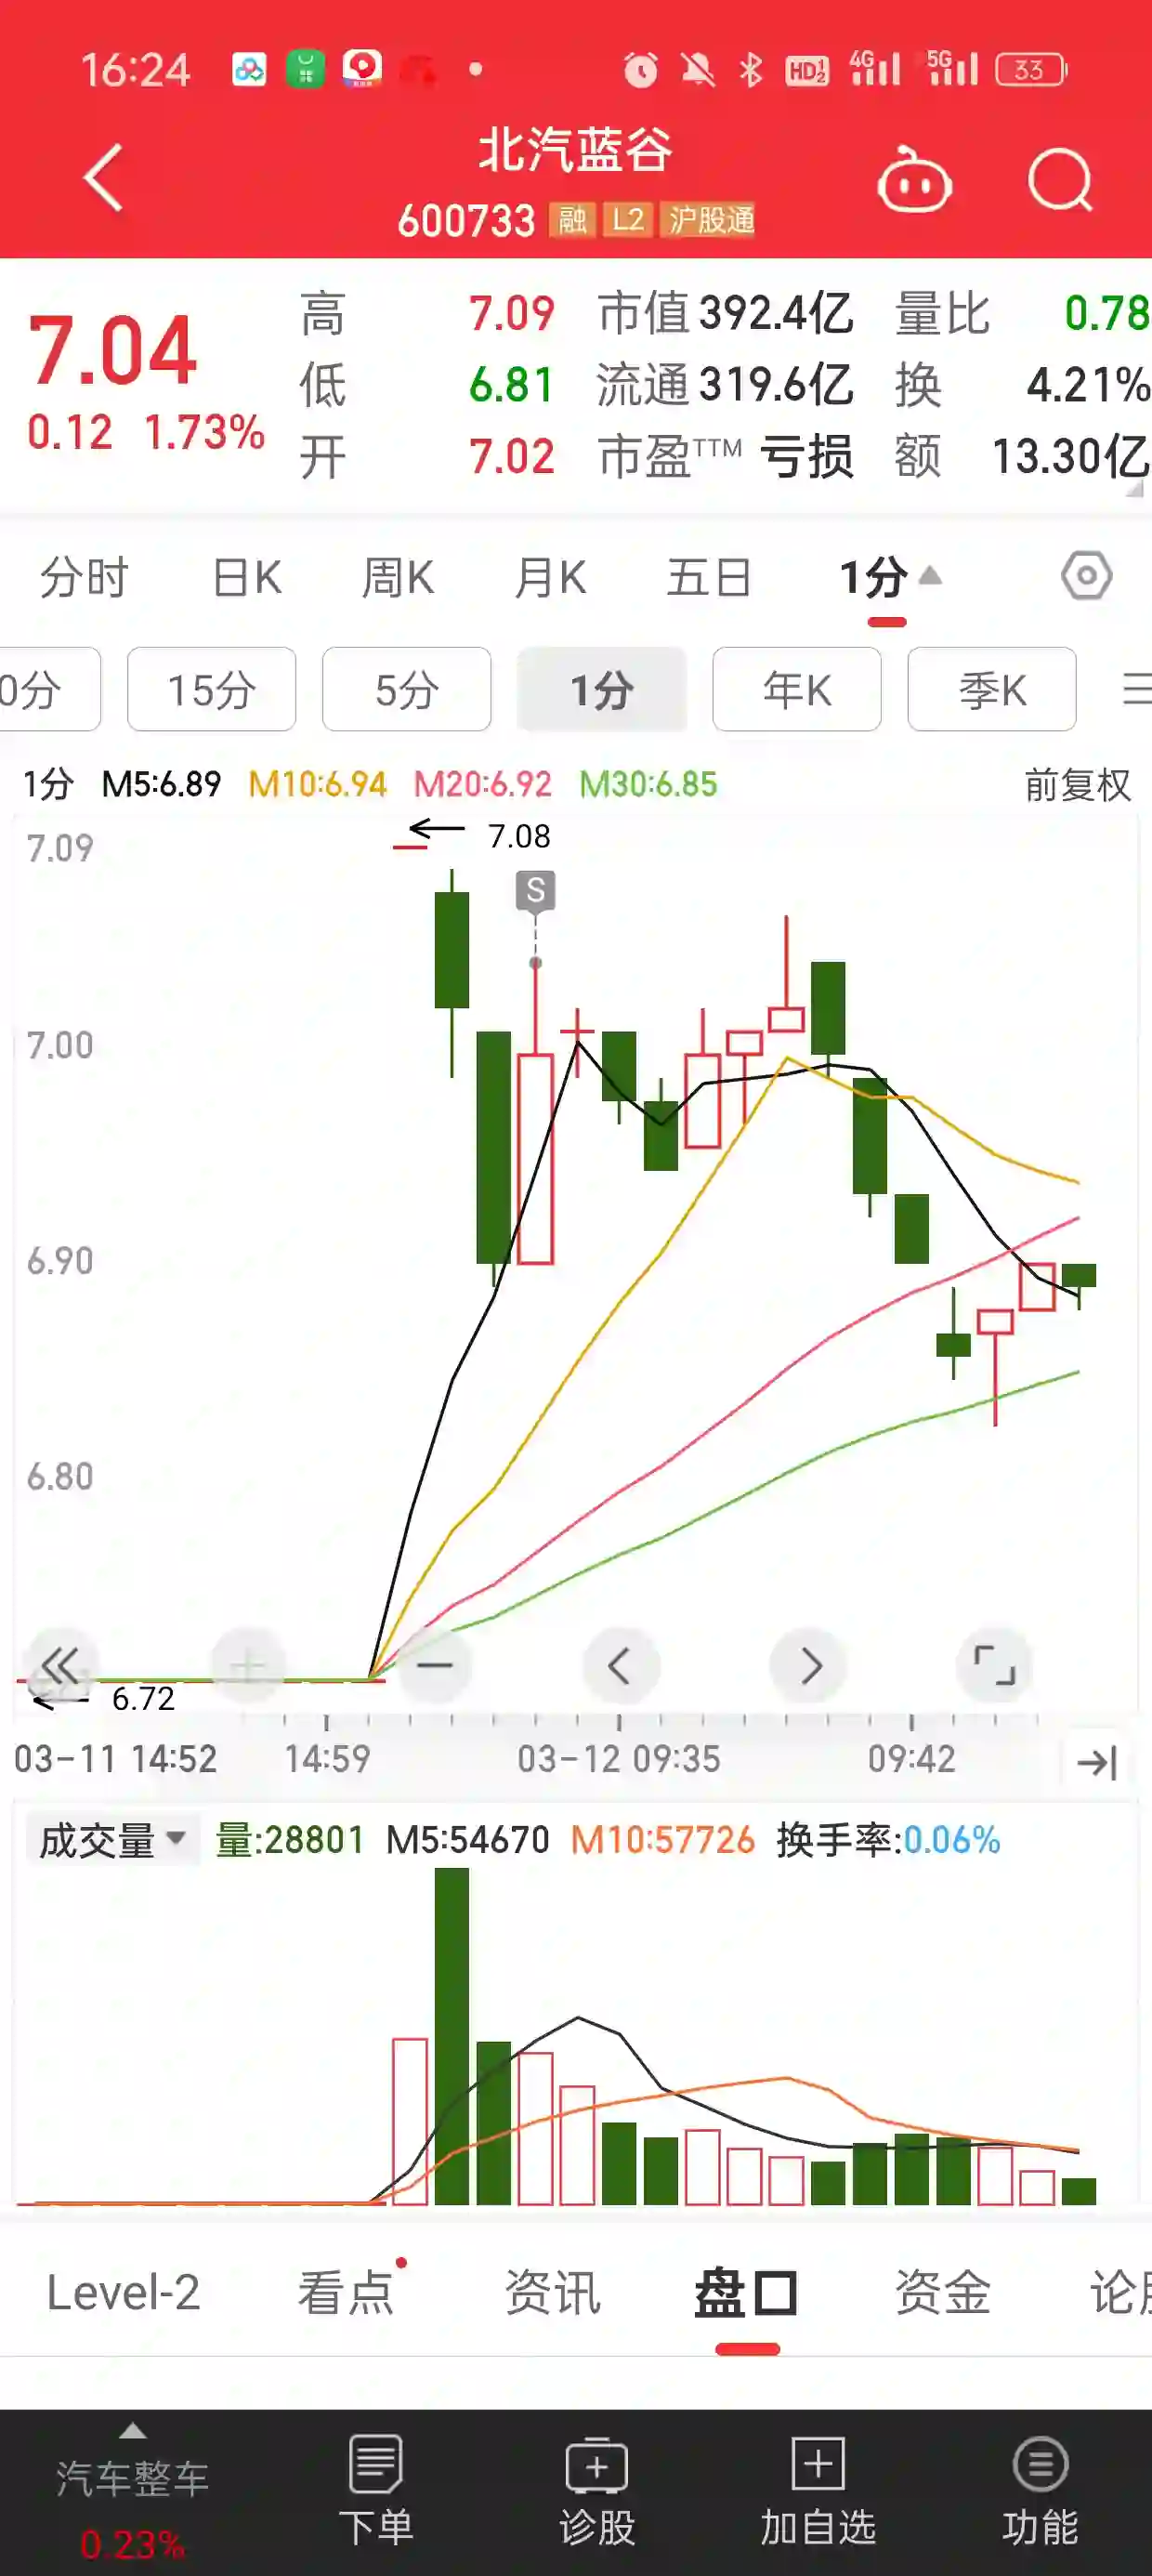 16:24 HD 1 2 4G 5G 33
北汽蓝谷
600733 融 L2 沪股通
7.04
0.12 1.73%
高 7.09 市值 392.4亿 量比 0.78
低 6.81 流通 319.6亿 换 4.21%
开 7.02 市盈TTM 亏损 额 13.30亿
分时 日K 周K 月K 五日 1分
0分 15分 5分 1分 年K 季K
1分 M5:6.89 M10:6.94 M20:6.92 M30:6.85 前复权
7.09
7.08
S
7.00
6.90
6.80
6.72
03-11 14:52 14:59 03-12 09:35 09:42
成交量 量:28801 M5:54670 M10:57726 换手率:0.06%
Level-2 看点 资讯 盘口 资金 论
汽车整车 下单 诊股 加自选 功能
0.23%